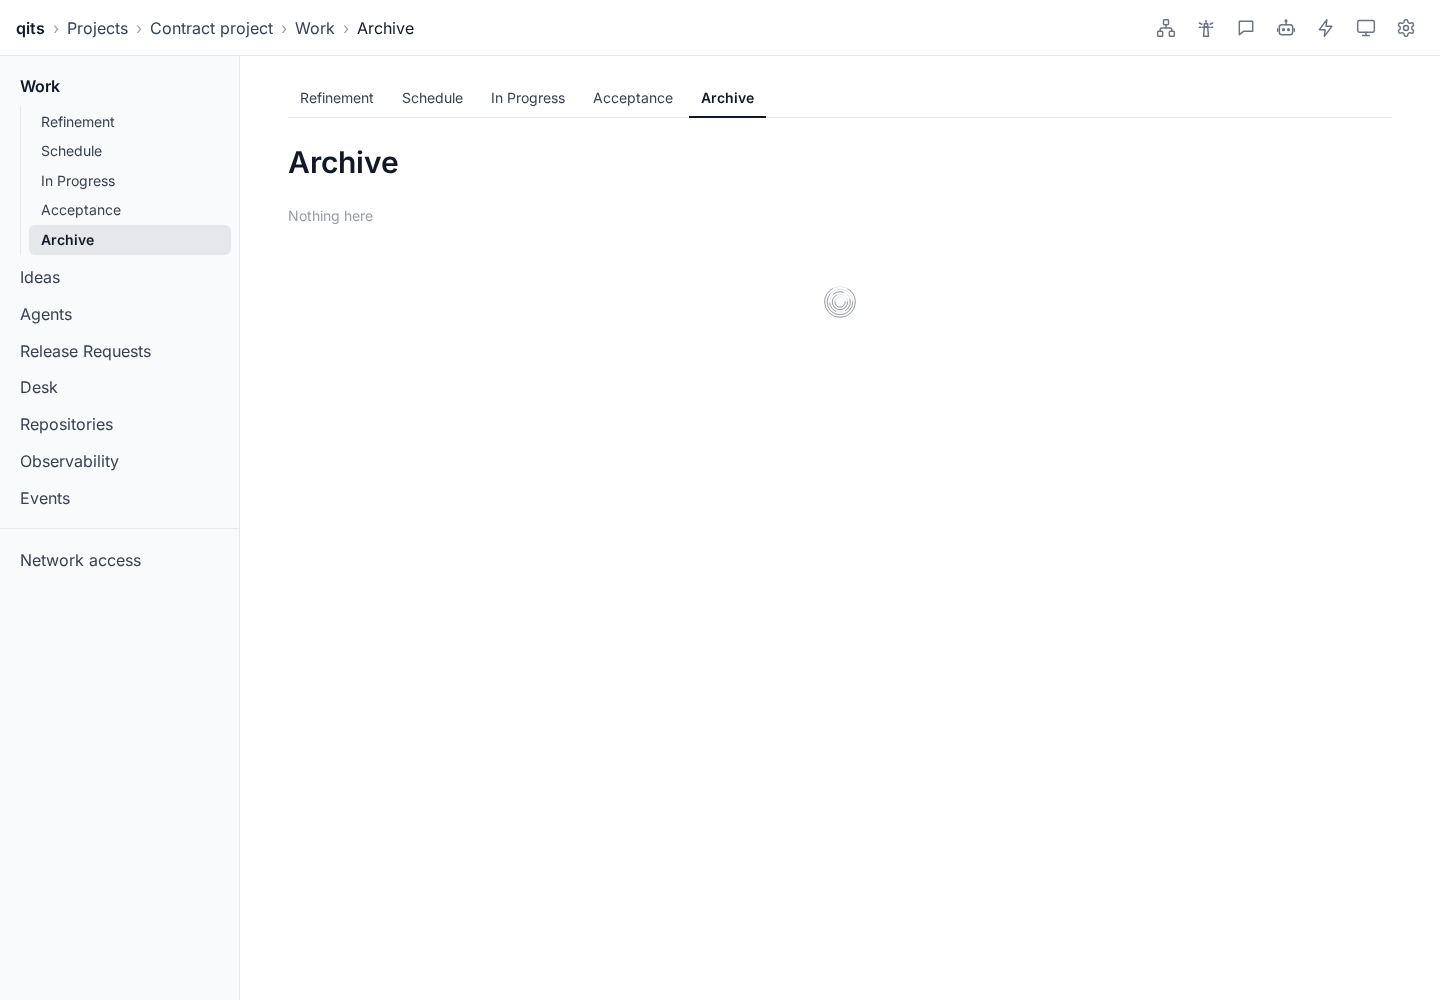 qits › Projects › Contract project › Work › Archive
Work
Refinement
Schedule
In Progress
Acceptance
Archive
Ideas
Agents
Release Requests
Desk
Repositories
Observability
Events
Network access
Refinement Schedule In Progress Acceptance Archive
Archive
Nothing here